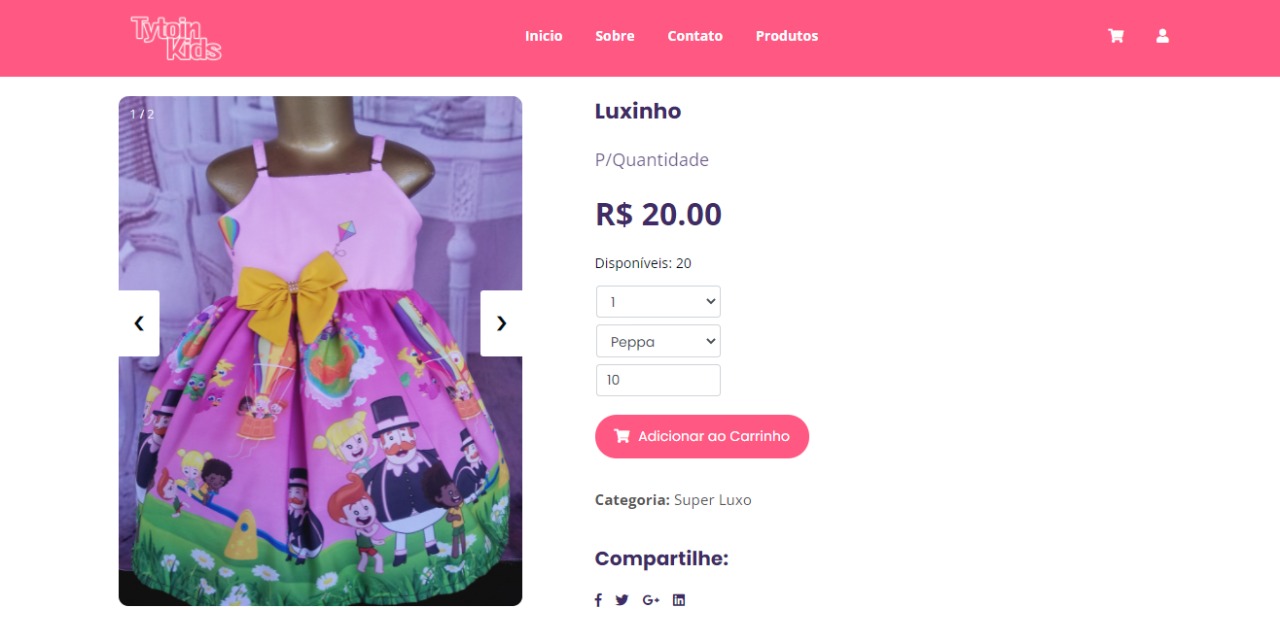 Tytoin
Kids
Inicio
Sobre
Contato
Produtos
1 / 2
❮
❯
Luxinho
P/Quantidade
R$ 20.00
Disponíveis: 20
1
Peppa
10
Adicionar ao Carrinho
Categoria: Super Luxo
Compartilhe: